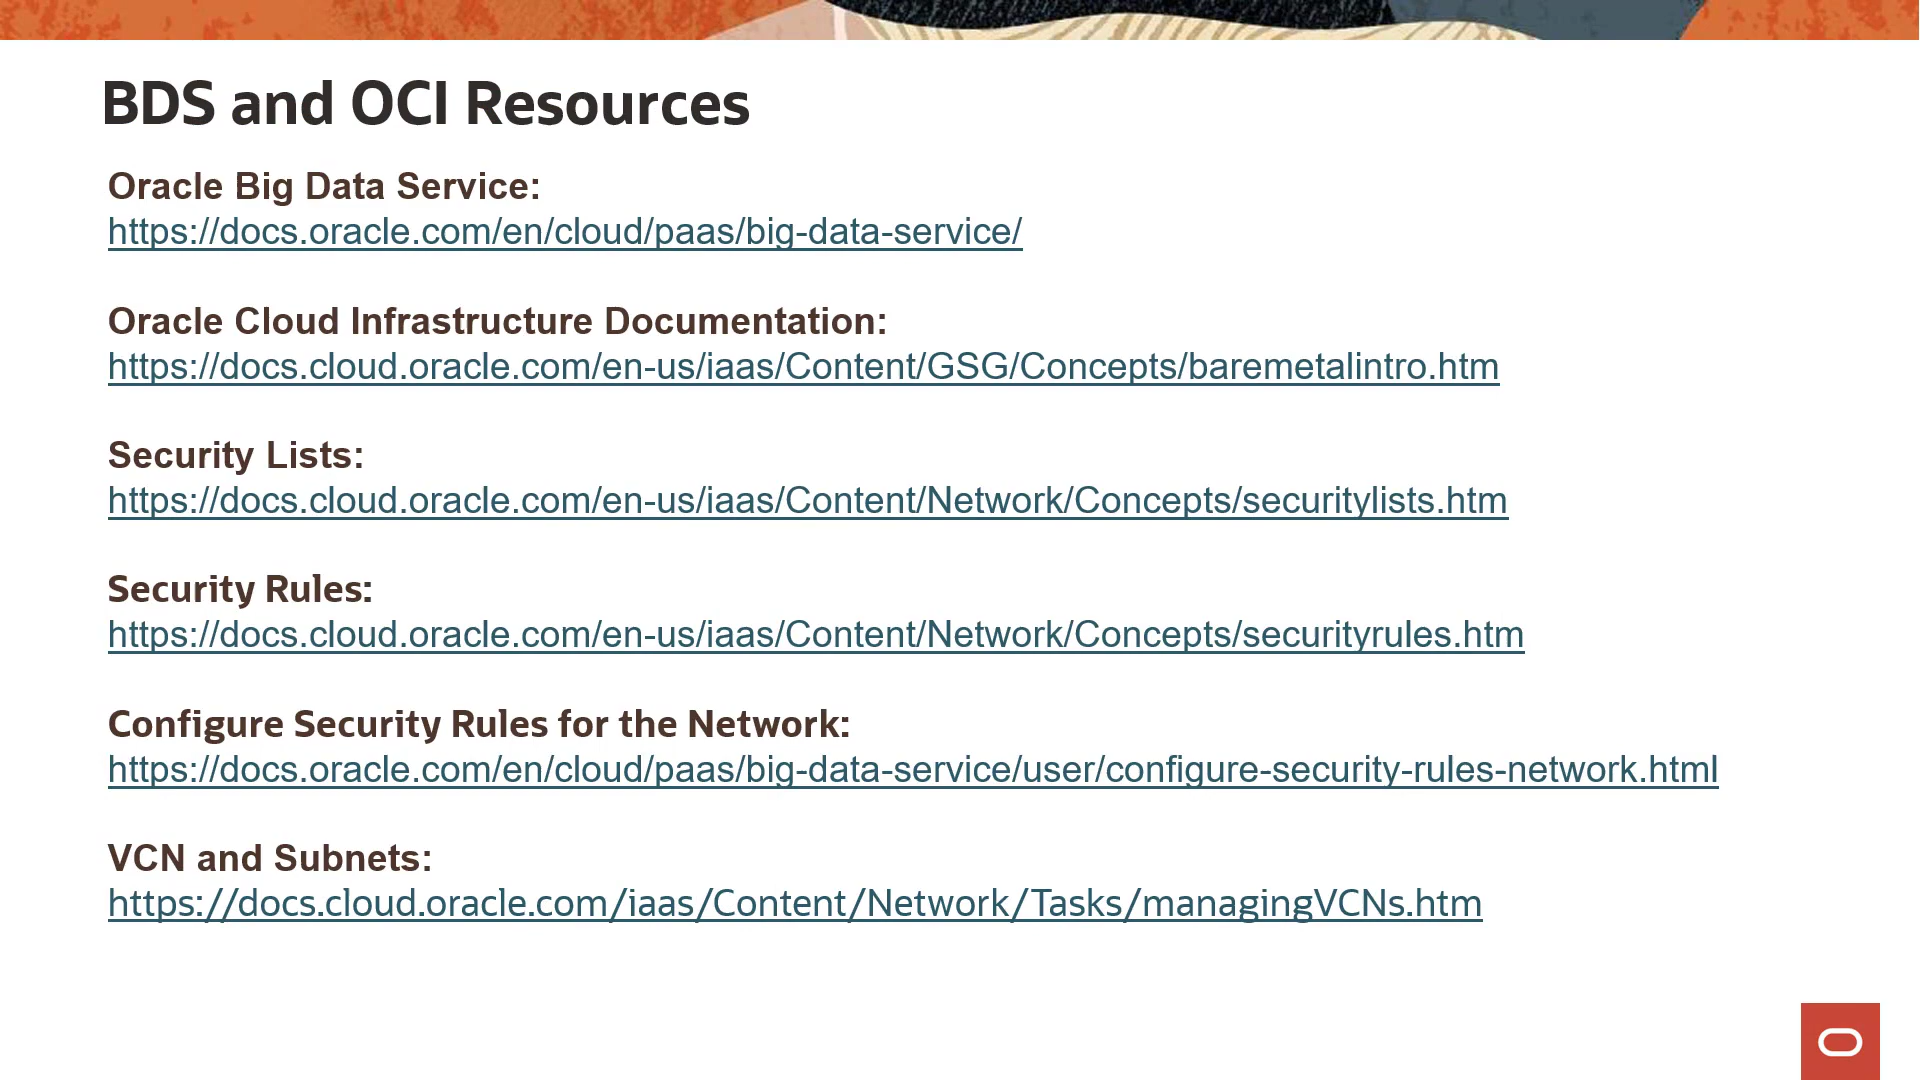 BDS and OCI Resources
Oracle Big Data Service:
https://docs.oracle.com/en/cloud/paas/big-data-service/
Oracle Cloud Infrastructure Documentation:
https://docs.cloud.oracle.com/en-us/iaas/Content/GSG/Concepts/baremetalintro.htm
Security Lists:
https://docs.cloud.oracle.com/en-us/iaas/Content/Network/Concepts/securitylists.htm
Security Rules:
https://docs.cloud.oracle.com/en-us/iaas/Content/Network/Concepts/securityrules.htm
Configure Security Rules for the Network:
https://docs.oracle.com/en/cloud/paas/big-data-service/user/configure-security-rules-network.html
VCN and Subnets:
https://docs.cloud.oracle.com/iaas/Content/Network/Tasks/managingVCNs.htm